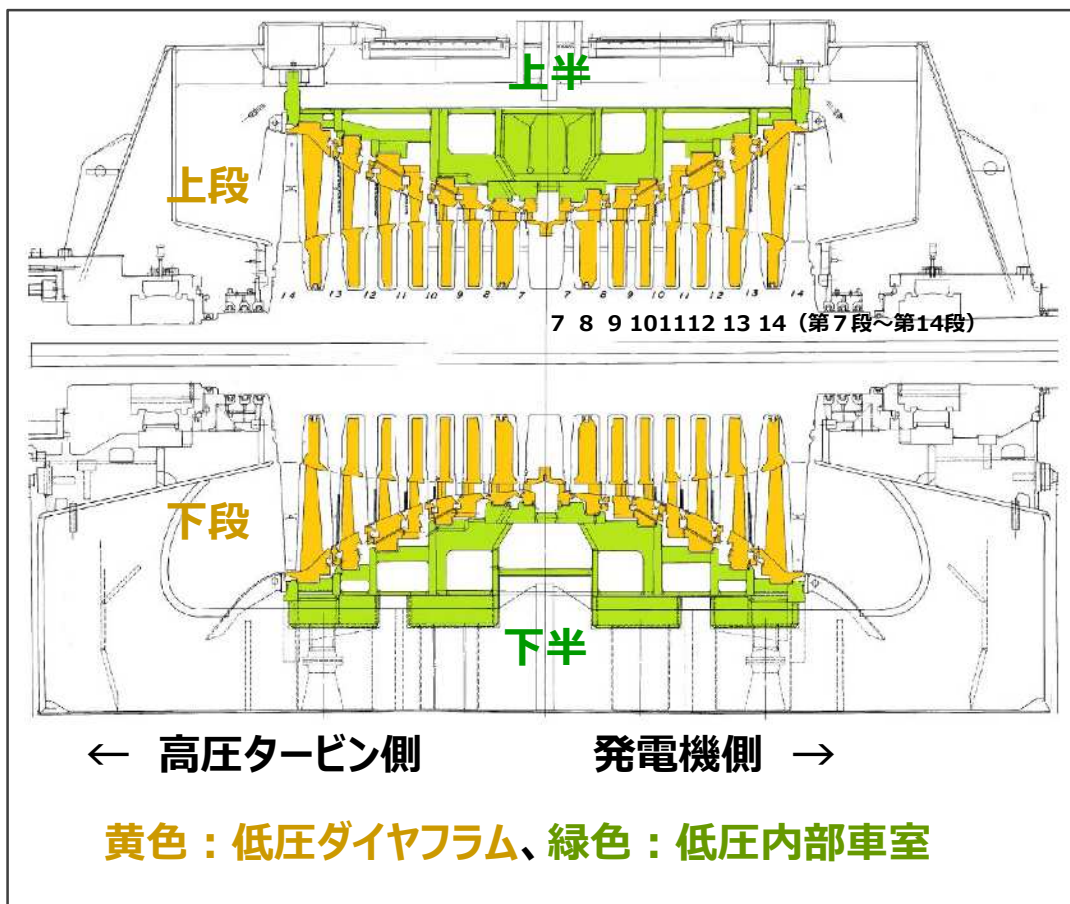 上半
上段
14 13 12 11 10 9 8 7 7 8 9 10 11 12 13 14
7 8 9 101112 13 14（第７段～第14段）
下段
下半
← 高圧タービン側 発電機側 →
黄色：低圧ダイヤフラム、緑色：低圧内部車室